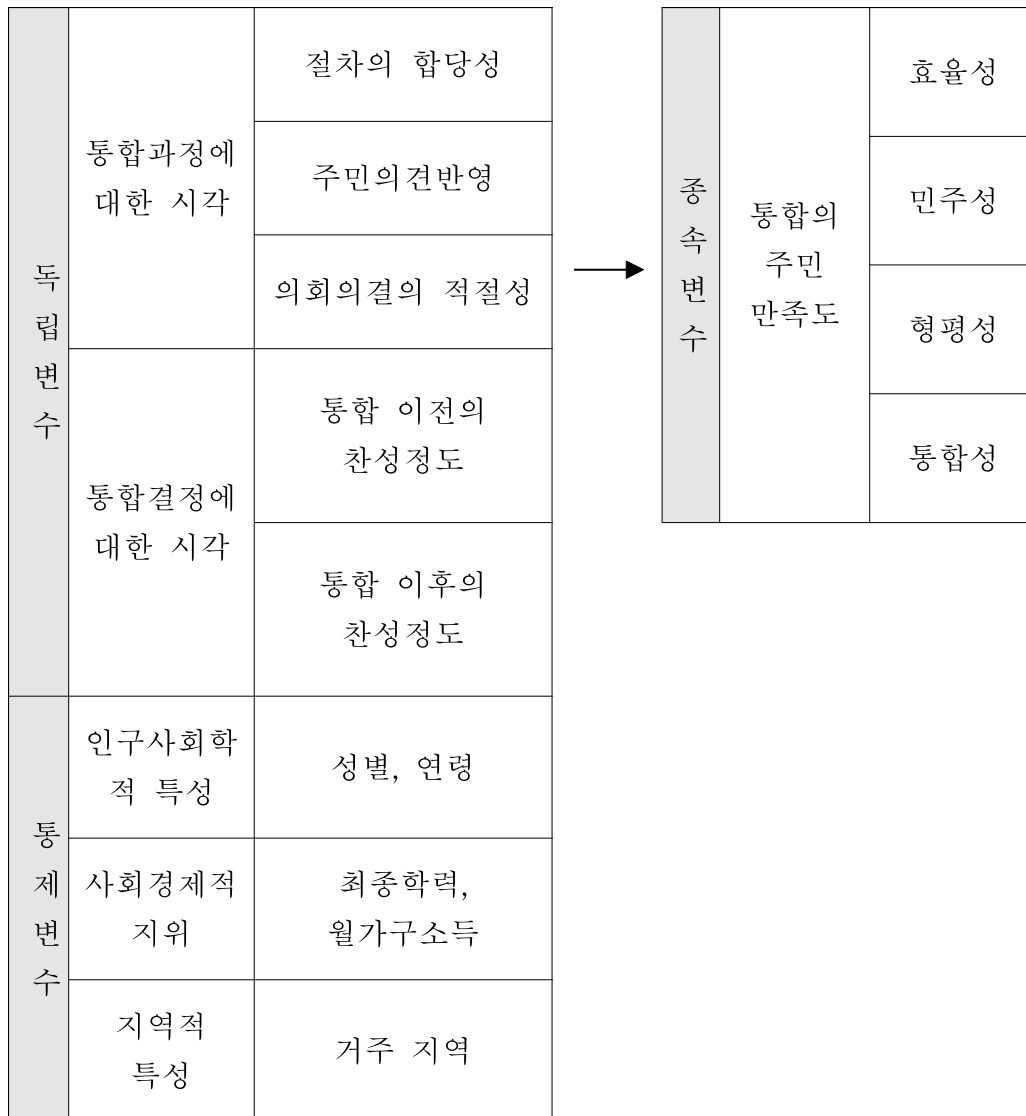 독
립
변
수
통합과정에
대한 시각
절차의 합당성
주민의견반영
의회의결의 적절성
통합결정에
대한 시각
통합 이전의
찬성정도
통합 이후의
찬성정도
통
제
변
수
인구사회학
적 특성
성별, 연령
사회경제적
지위
최종학력,
월가구소득
지역적
특성
거주 지역
종
속
변
수
통합의
주민
만족도
효율성
민주성
형평성
통합성